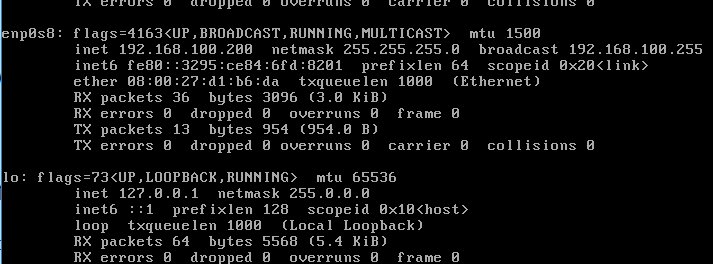 TX errors 0  dropped 0 overruns 0  carrier 0  collisions 0
enp0s8: flags=4163<UP,BROADCAST,RUNNING,MULTICAST>  mtu 1500
inet 192.168.100.200  netmask 255.255.255.0  broadcast 192.168.100.255
inet6 fe80::3295:ce84:6fd:8201  prefixlen 64  scopeid 0x20<link>
ether 08:00:27:d1:b6:da  txqueuelen 1000  (Ethernet)
RX packets 36  bytes 3096 (3.0 KiB)
RX errors 0  dropped 0  overruns 0  frame 0
TX packets 13  bytes 954 (954.0 B)
TX errors 0  dropped 0 overruns 0  carrier 0  collisions 0
lo: flags=73<UP,LOOPBACK,RUNNING>  mtu 65536
inet 127.0.0.1  netmask 255.0.0.0
inet6 ::1  prefixlen 128  scopeid 0x10<host>
loop  txqueuelen 1000  (Local Loopback)
RX packets 64  bytes 5568 (5.4 KiB)
RX errors 0  dropped 0  overruns 0  frame 0